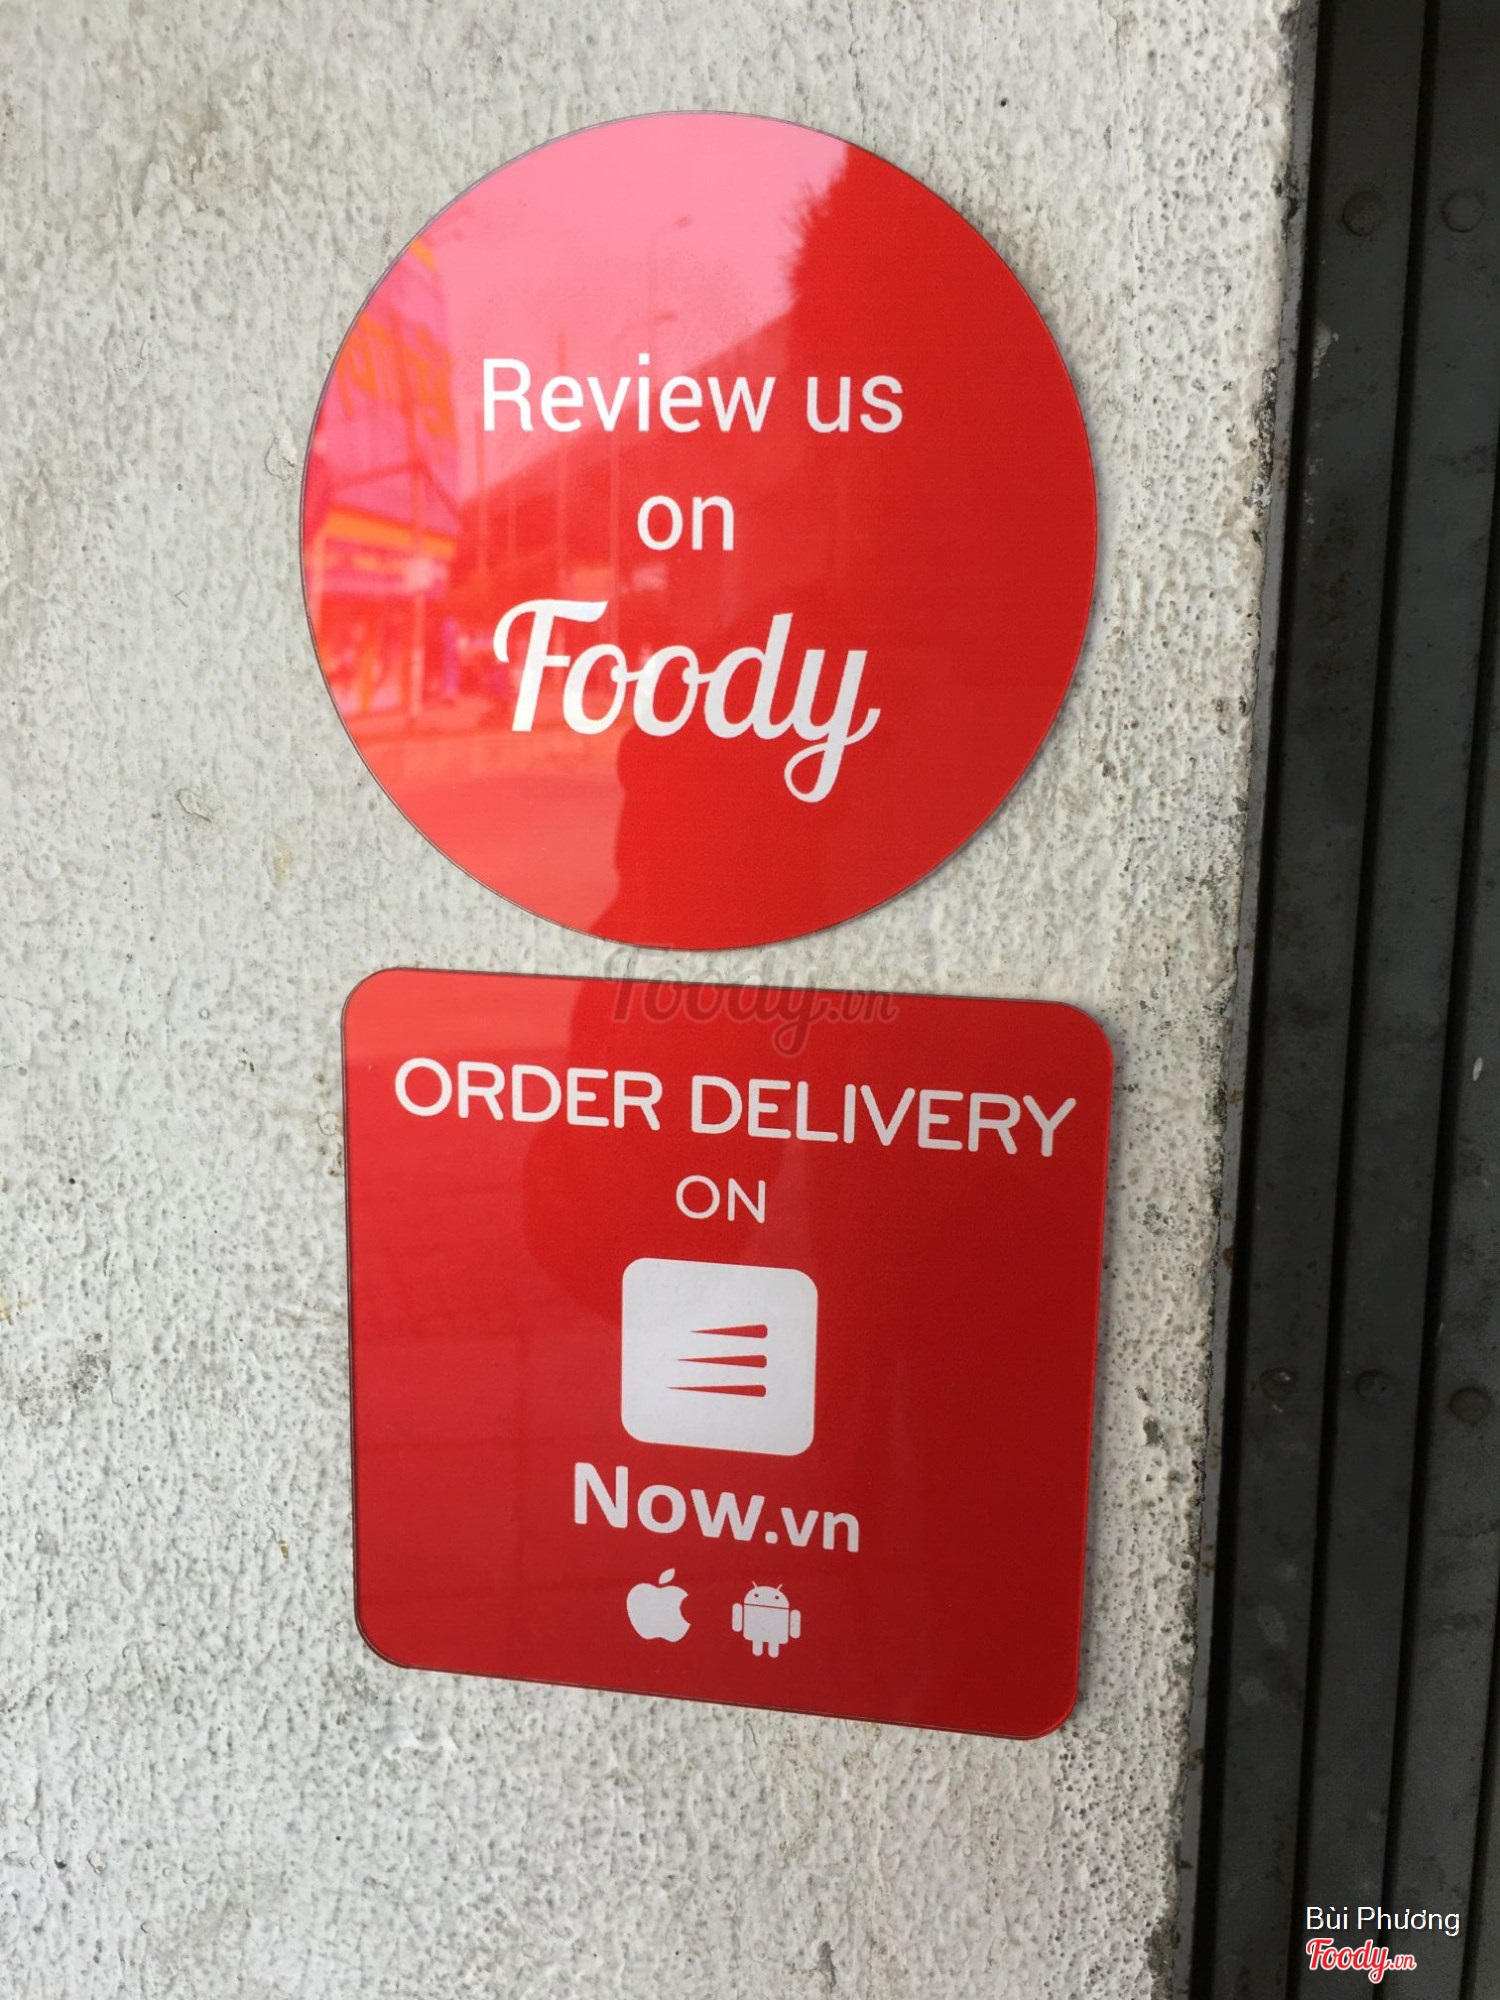 Review us
on
Foody
Foody.vn
ORDER DELIVERY
ON
Now.vn
Bùi Phương
Foody.vn